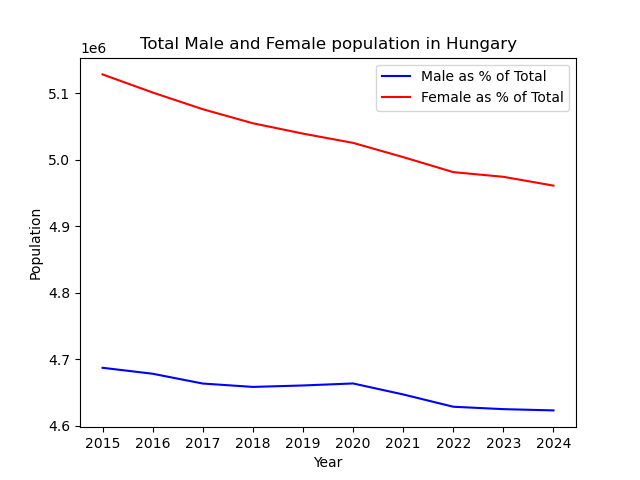 Total Male and Female population in Hungary
1e6
Male as % of Total
Female as % of Total
5.1
5.0
4.9
4.8
4.7
4.6
Population
2015 2016 2017 2018 2019 2020 2021 2022 2023 2024
Year